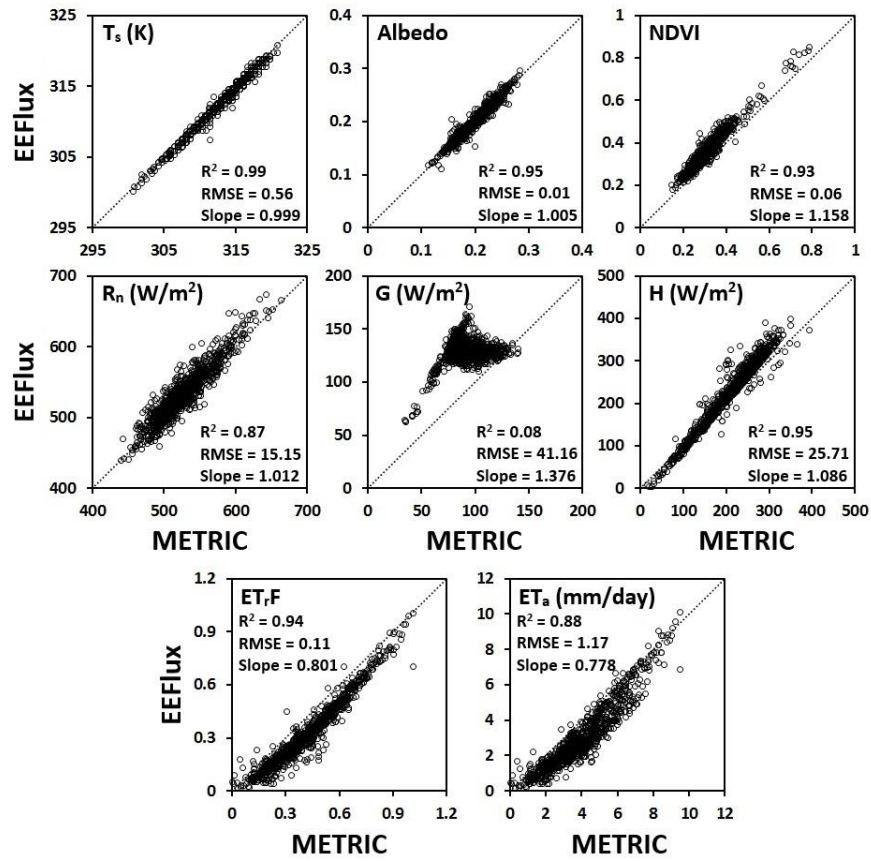 325
T_s (K)
EEFlux
315
305
295
R² = 0.99
RMSE = 0.56
Slope = 0.999
295 305 315 325
0.4
Albedo
0.3
0.2
0.1
0
R² = 0.95
RMSE = 0.01
Slope = 1.005
0 0.1 0.2 0.3 0.4
1
NDVI
0.8
0.6
0.4
0.2
0
R² = 0.93
RMSE = 0.06
Slope = 1.158
0 0.2 0.4 0.6 0.8 1
700
Rₙ (W/m²)
EEFlux
600
500
400
R² = 0.87
RMSE = 15.15
Slope = 1.012
400 500 600 700
METRIC
200
G (W/m²)
150
100
50
0
R² = 0.08
RMSE = 41.16
Slope = 1.376
0 50 100 150 200
METRIC
500
H (W/m²)
400
300
200
100
0
R² = 0.95
RMSE = 25.71
Slope = 1.086
0 100 200 300 400 500
METRIC
1.2
ETᵣF
R² = 0.94
RMSE = 0.11
Slope = 0.801
EEFlux
0.9
0.6
0.3
0
0 0.3 0.6 0.9 1.2
METRIC
12
ETₐ (mm/day)
R² = 0.88
RMSE = 1.17
Slope = 0.778
10
8
6
4
2
0
0 2 4 6 8 10 12
METRIC